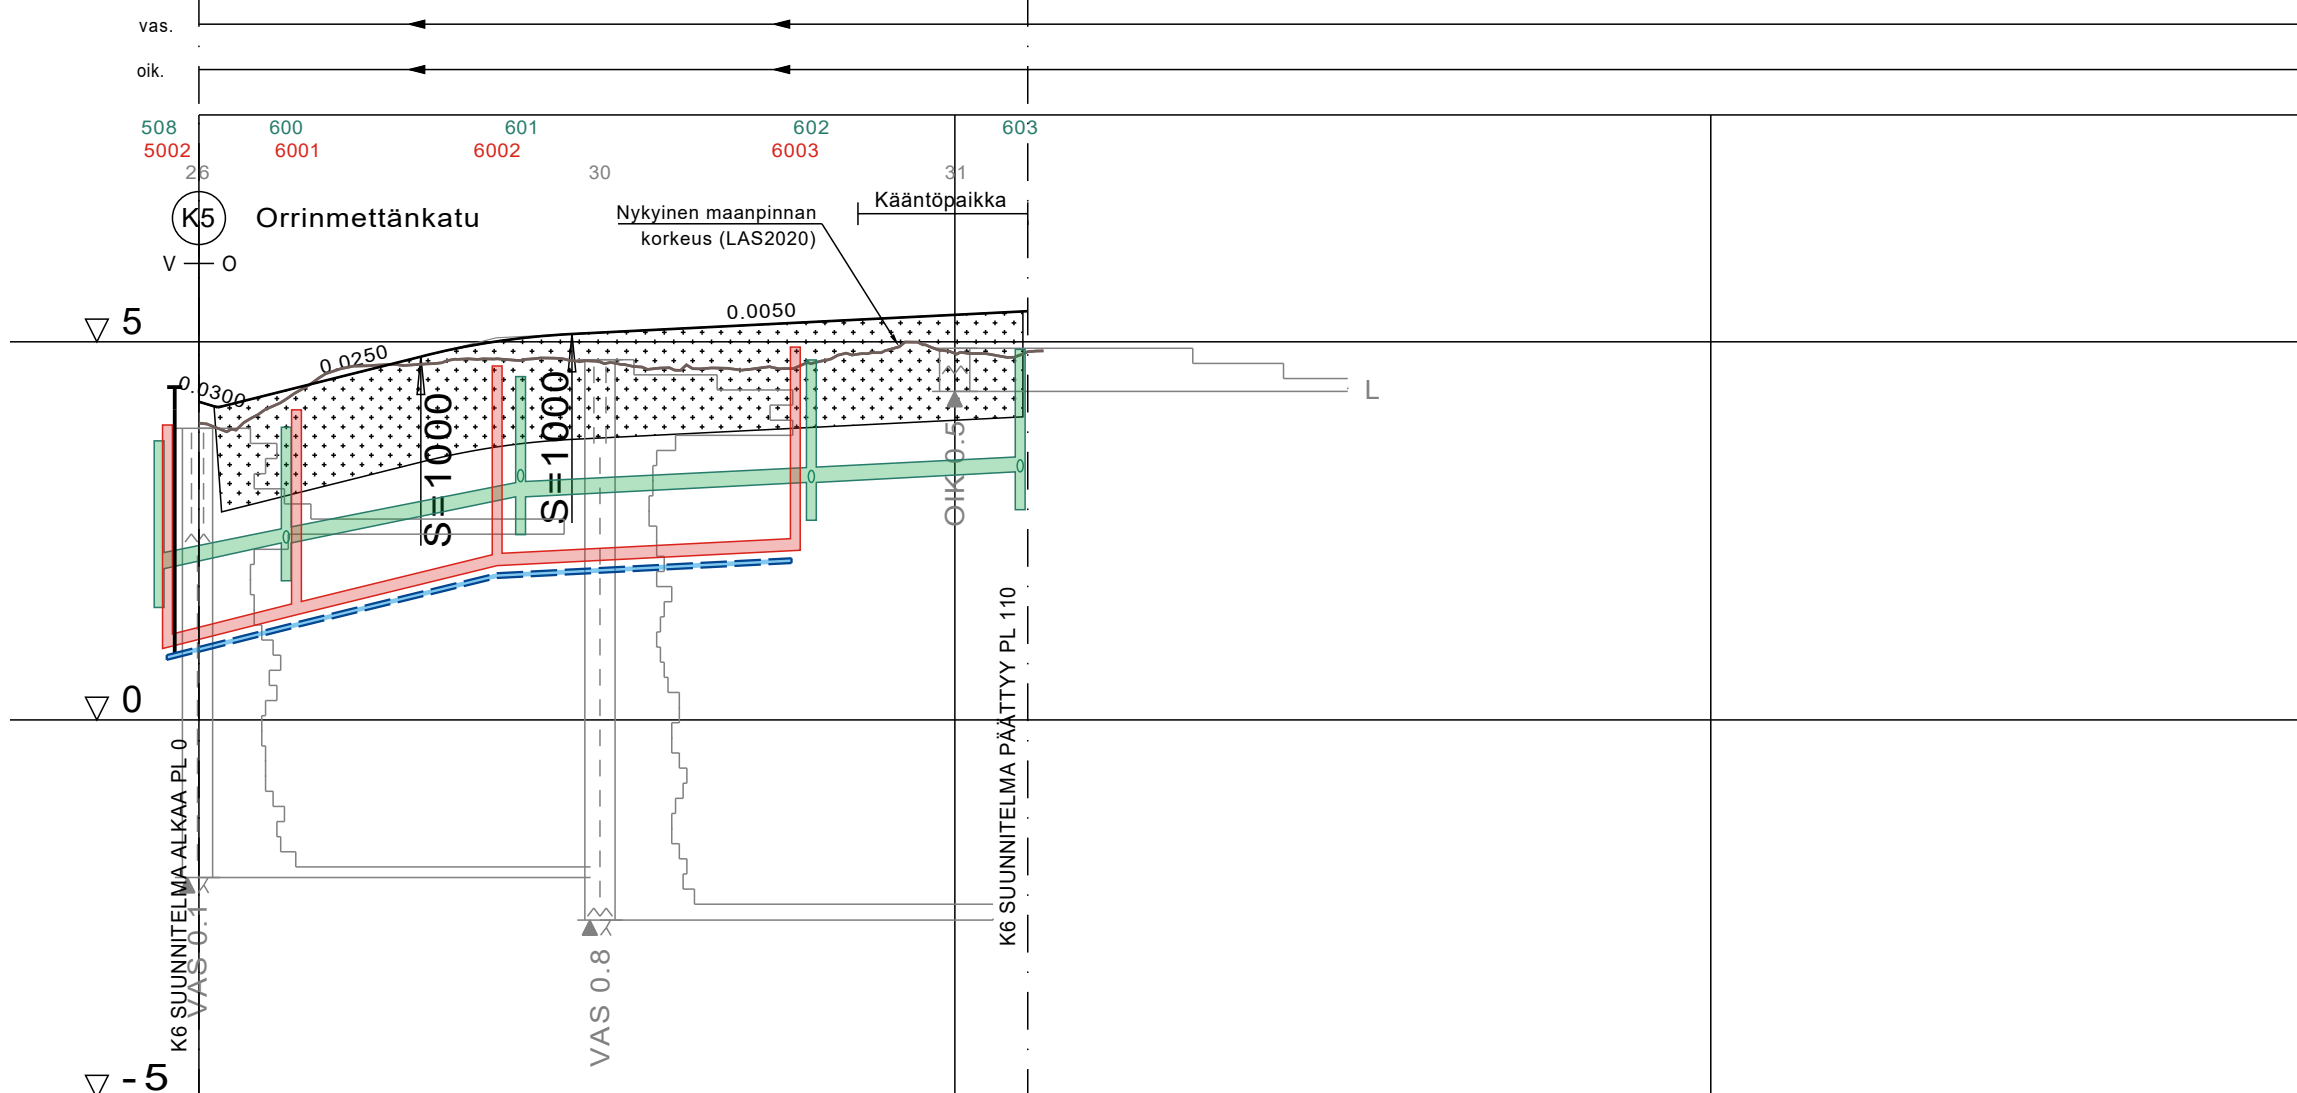 vas.
oik.
508 600 601 602 603
5002 6001 6002 6003
26 30 31
K5 Orrinmettänkatu
Nykyinen maanpinnan
korkeus (LAS2020)
Kääntöpaikka
V O
5
0.0300
0.0250
0.0050
S=1000
S=1000
L
OIK 0.5
0
K6 SUUNNITELMA ALKAA PL 0
VAS 0.1
VAS 0.8
K6 SUUNNITELMA PÄÄTTYY PL 110
-5